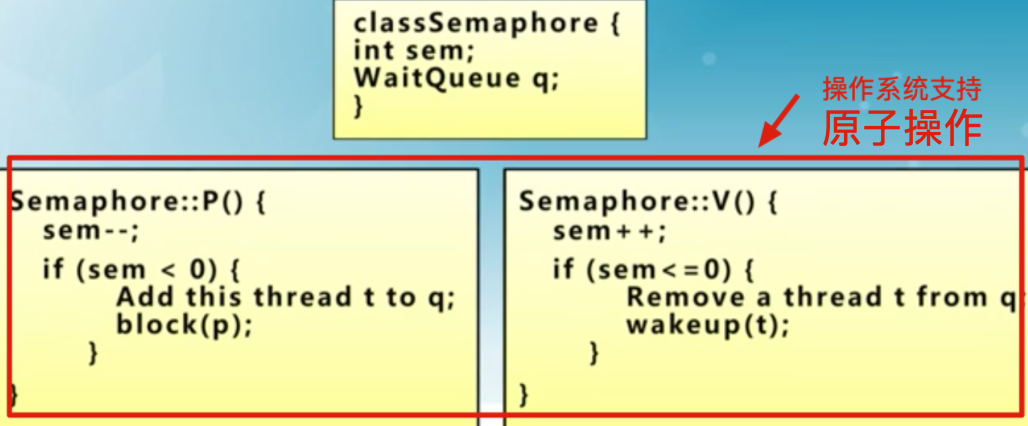 classSemaphore {
int sem;
WaitQueue q;
}
操作系统支持
原子操作
Semaphore::P() {
sem--;
if (sem < 0) {
Add this thread t to q;
block(p);
}
}
Semaphore::V() {
sem++;
if (sem<=0) {
Remove a thread t from q;
wakeup(t);
}
}